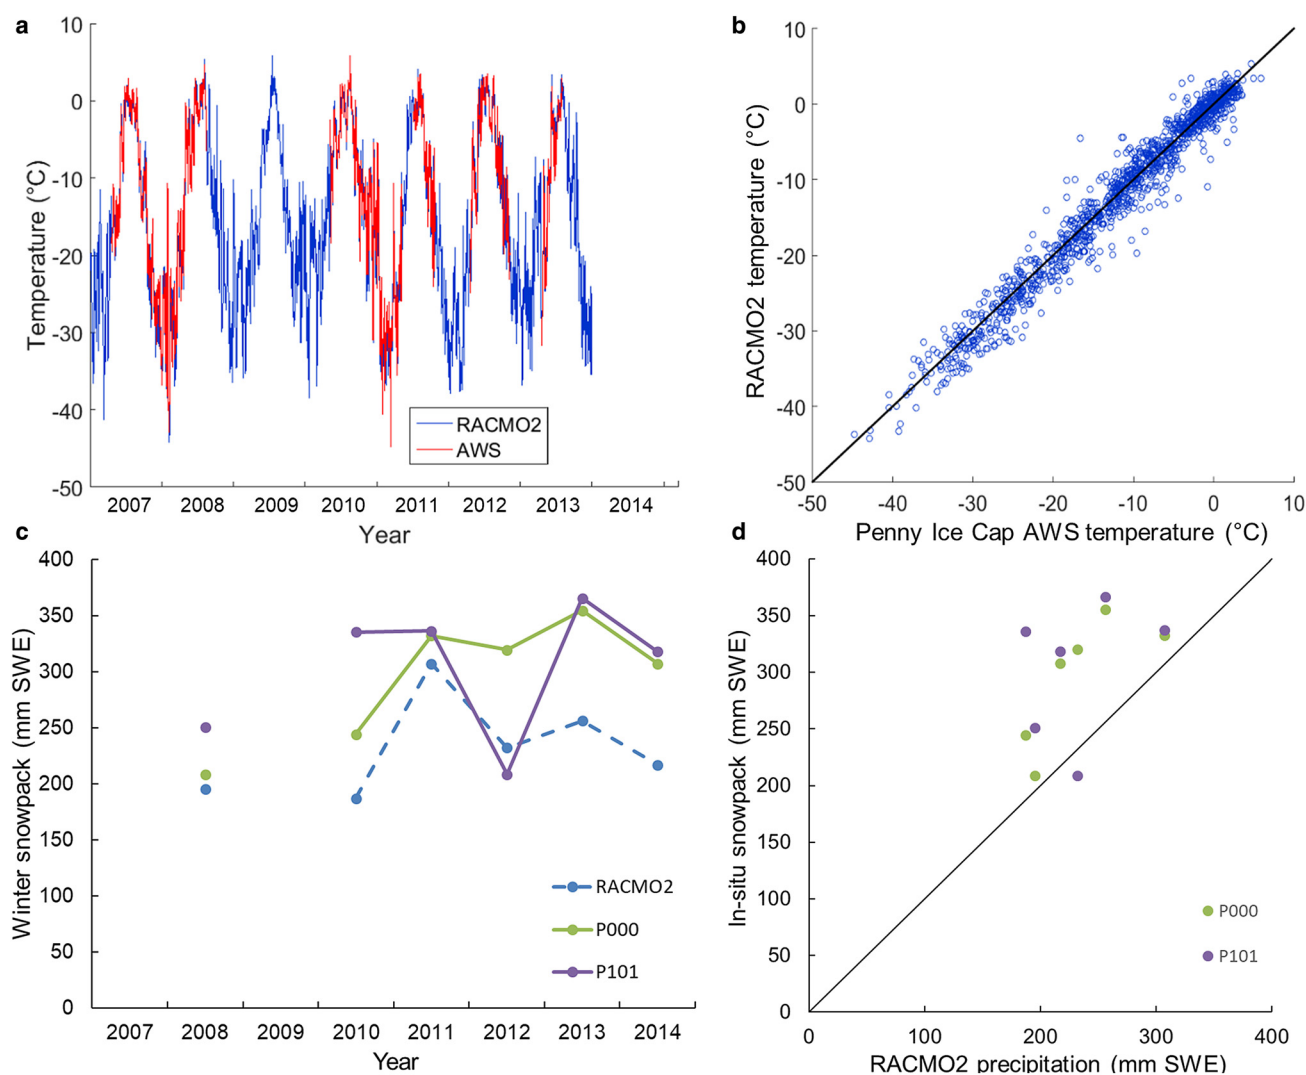 a
10
0
-10
-20
-30
-40
-50
Temperature (°C)
RACMO2
AWS
2007 2008 2009 2010 2011 2012 2013 2014
Year
b
10
0
-10
-20
-30
-40
-50
RACMO2 temperature (°C)
-50 -40 -30 -20 -10 0 10
Penny Ice Cap AWS temperature (°C)
c
400
350
300
250
200
150
100
50
0
Winter snowpack (mm SWE)
RACMO2
P000
P101
2007 2008 2009 2010 2011 2012 2013 2014
Year
d
400
350
300
250
200
150
100
50
0
In-situ snowpack (mm SWE)
P000
P101
0 100 200 300 400
RACMO2 precipitation (mm SWE)